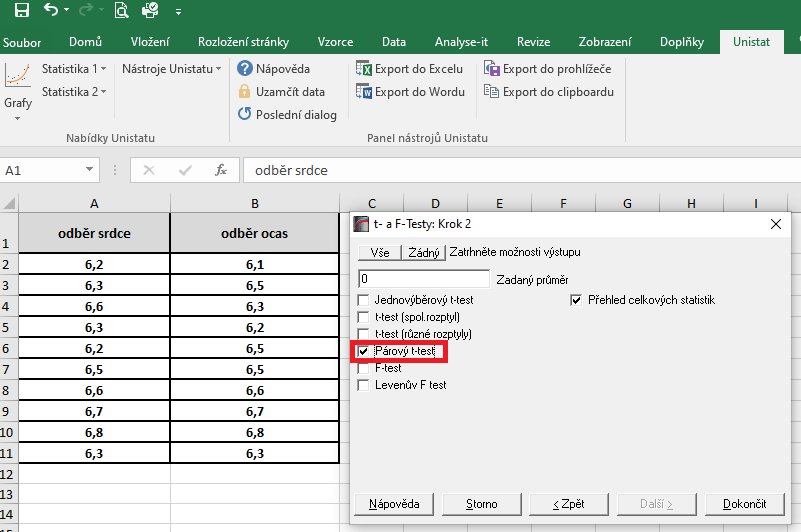 Soubor Domů Vložení Rozložení stránky Vzorce Data Analyse-it Revize Zobrazení Doplňky Unistat
Grafy
Statistika 1
Statistika 2
Nabídky Unistatu
Nástroje Unistatu
Nápověda
Uzamčít data
Poslední dialog
Export do Excelu
Export do Wordu
Export do prohlížeče
Export do clipboardu
Panel nástrojů Unistatu
A1 fx odběr srdce
A B C D E F G H I
1 odběr srdce odběr ocas
2 6,2 6,1
3 6,3 6,5
4 6,6 6,3
5 6,3 6,2
6 6,2 6,5
7 6,5 6,5
8 6,6 6,6
9 6,7 6,7
10 6,8 6,8
11 6,3 6,3
12
13
14
t- a F-Testy: Krok 2
Vše Žádný Zatrhněte možnosti výstupu
0 Zadaný průměr
Jednovýběrový t-test
Přehled celkových statistik
t-test (spol.rozptyl)
t-test (různé rozptyly)
Párový t-test
F-test
Levenův F test
Nápověda Storno < Zpět Další > Dokončit